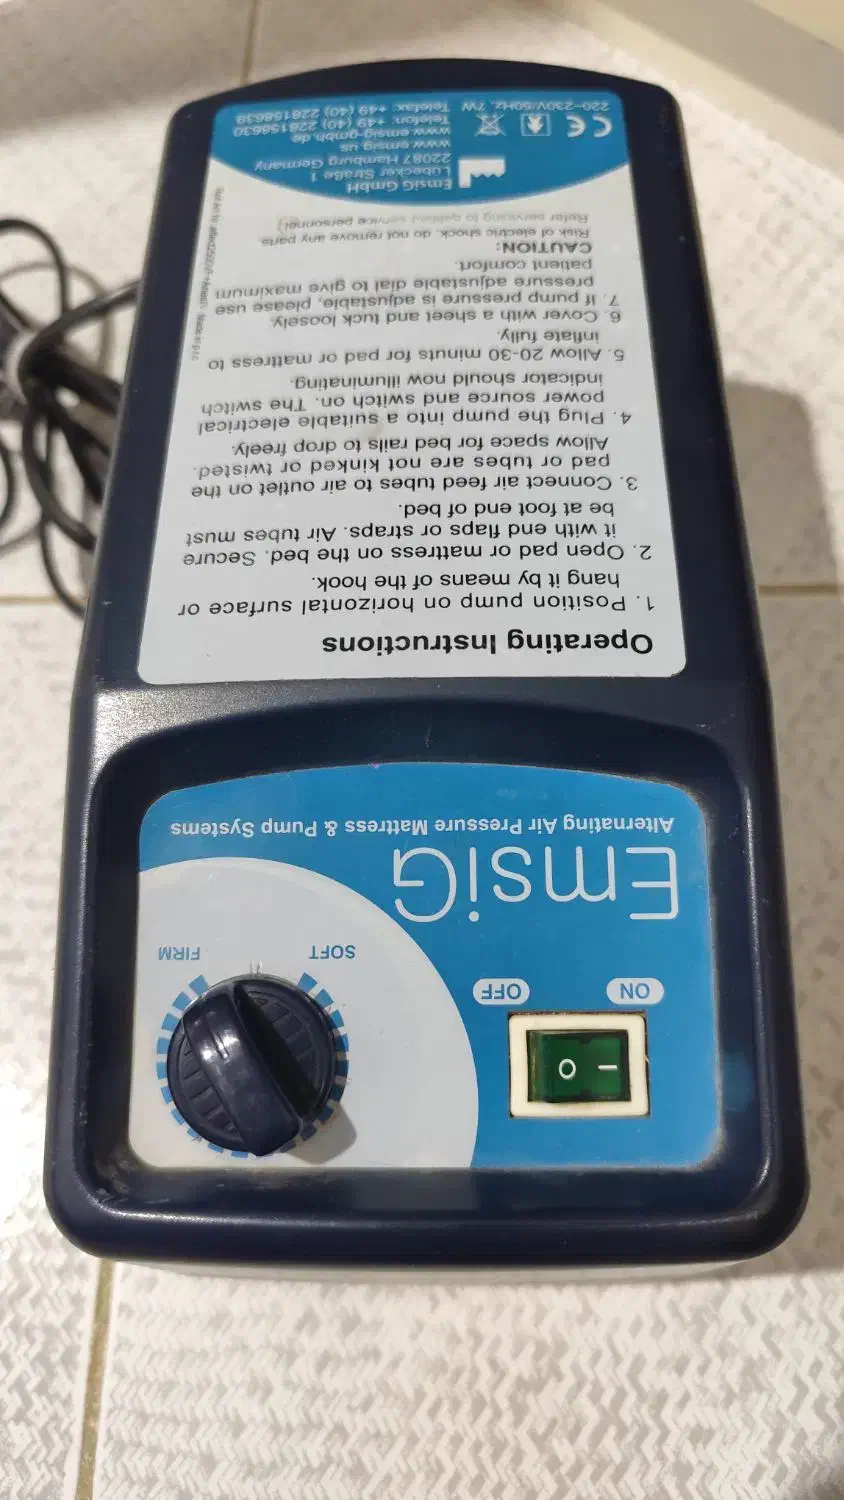 — O
ON OFF
SOFT FIRM
EmsiG
Alternating Air Pressure Mattress & Pump Systems
Operating Instructions
1. Position pump on horizontal surface or
hang it by means of the hook.
2. Open pad or mattress on the bed. Secure
it with end flaps or straps. Air tubes must
be at foot end of bed.
3. Connect air feed tubes to air outlet on the
pad or tubes are not kinked or twisted.
Allow space for bed rails to drop freely.
4. Plug the pump into a suitable electrical
power source and switch on. The switch
indicator should now illuminating.
5. Allow 20-30 minuts for pad or mattress to
inflate fully.
6. Cover with a sheet and tuck loosely.
7. If pump pressure is adjustable, please use
pressure adjustable dial to give maximum
patient comfort.
CAUTION:
Risk of electric shock, do not remove any parts.
Refer servicing to qulified service personnel
EmsiG GmbH
Lübecker Straße 1
22087 Hamburg Germany
www.emsig.us
www.emsig-gmbh.de
Telefon: +49 (40) 228158630
Telefax: +49 (40) 228158639
CE
220-230V/50Hz, 7W